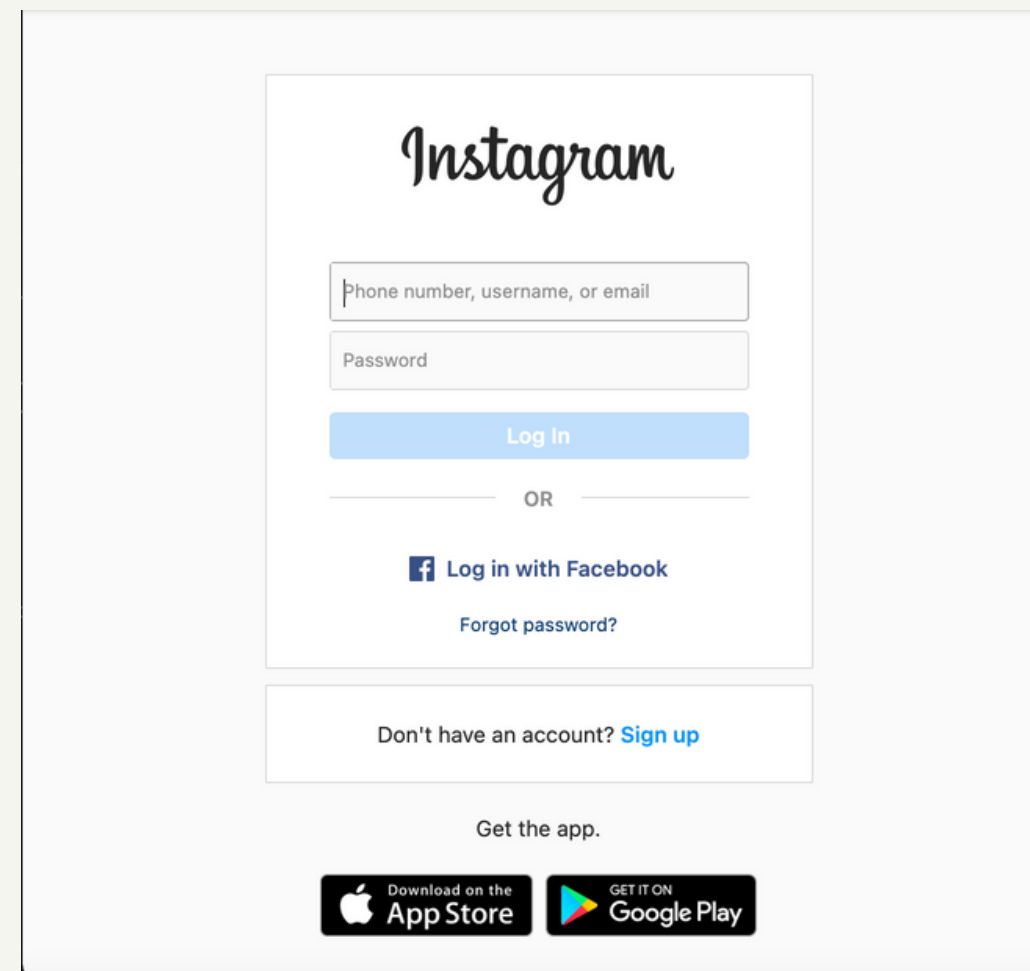 Instagram
Phone number, username, or email
Password
Log In
OR
Log in with Facebook
Forgot password?
Don't have an account? Sign up
Get the app.
Download on the
App Store
GET IT ON
Google Play